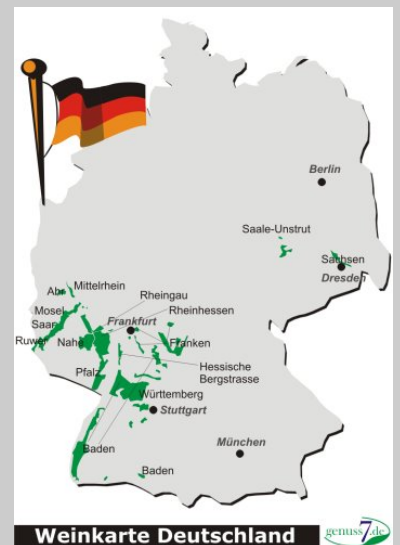 Berlin
Saale-Unstrut
Sachsen
Dresden
Ahr
Mittelrhein
Rheingau
Mosel
Saar
Rheinhessen
Frankfurt
Ruwer
Nahe
Franken
Pfalz
Hessische
Bergstrasse
Württemberg
Stuttgart
München
Baden
Baden
Weinkarte Deutschland
genuss7.de